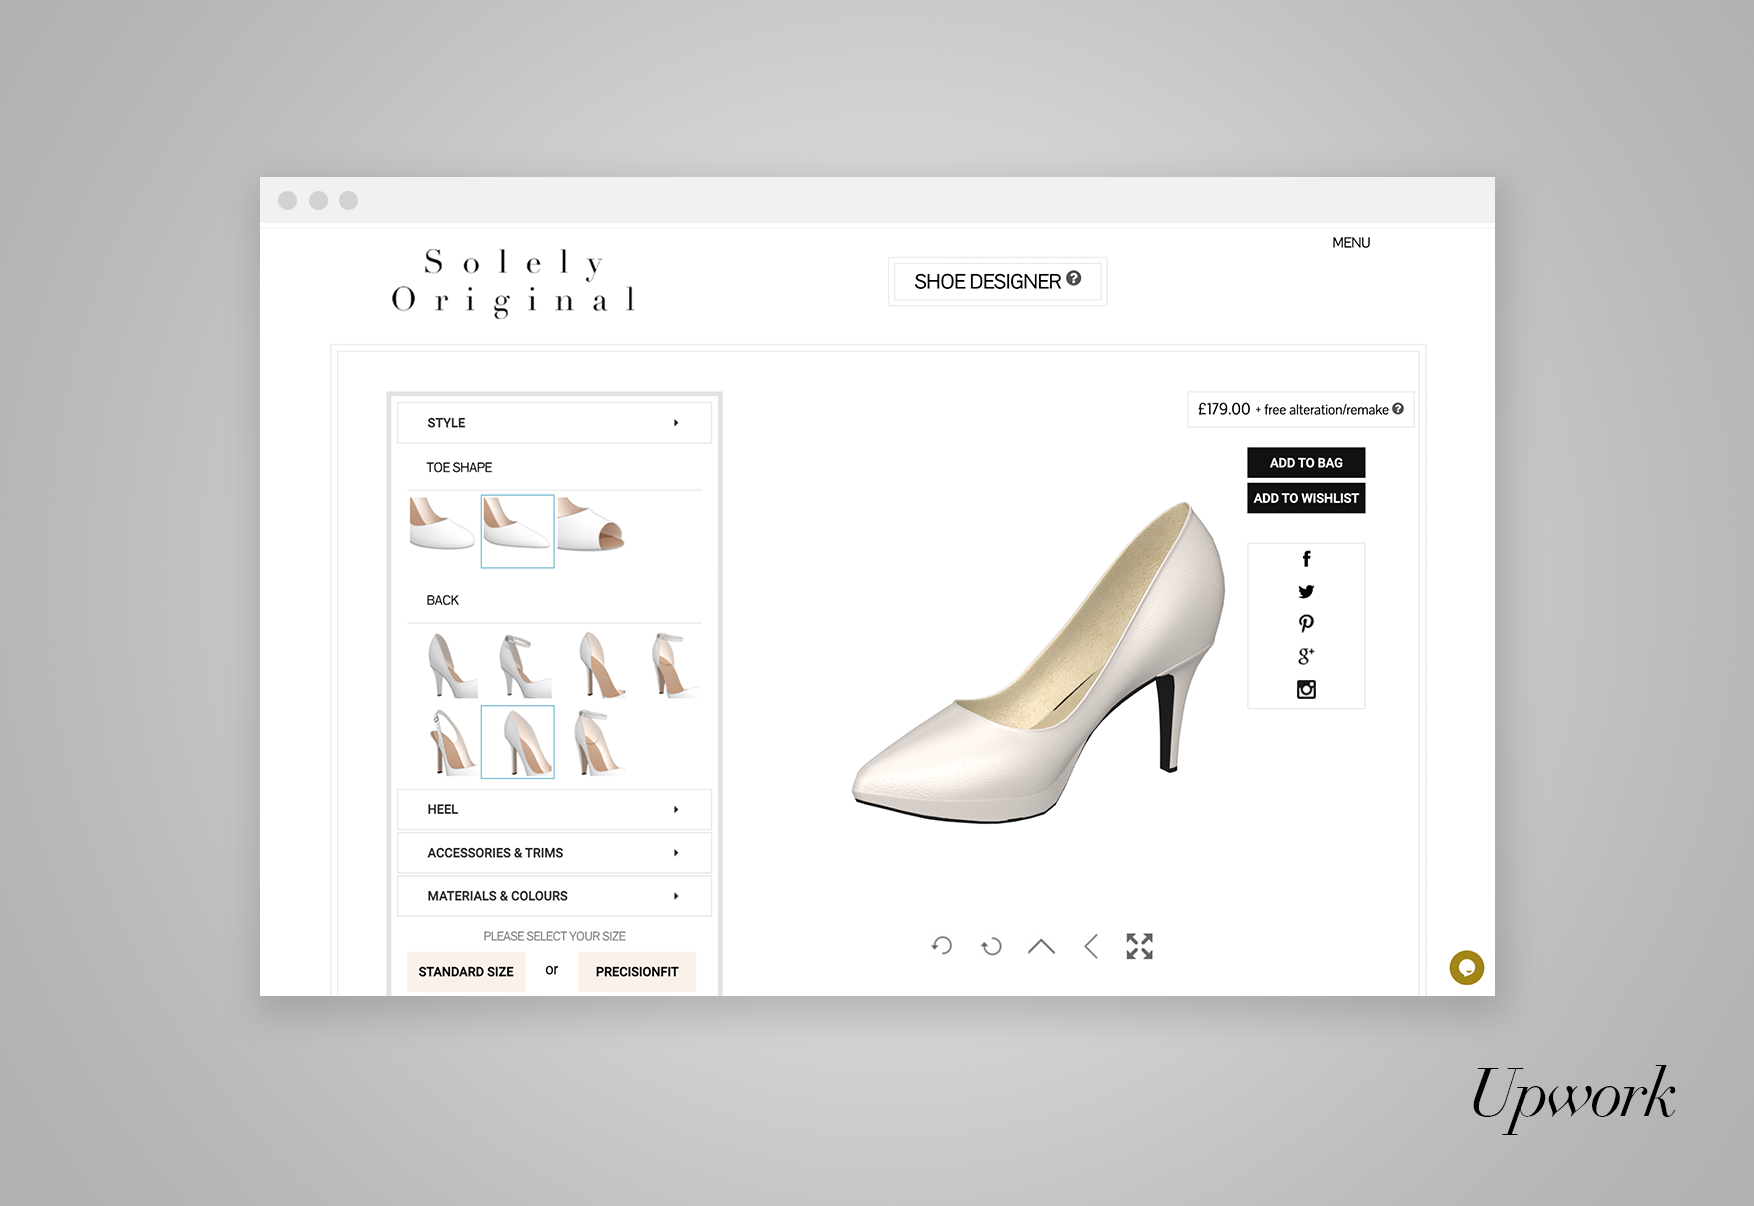 Solely
Original
SHOE DESIGNER ?
MENU
STYLE
TOE SHAPE
BACK
HEEL
ACCESSORIES & TRIMS
MATERIALS & COLOURS
PLEASE SELECT YOUR SIZE
STANDARD SIZE or PRECISIONFIT
£179.00 + free alteration/remake ?
ADD TO BAG
ADD TO WISHLIST
f
g+
Upwork